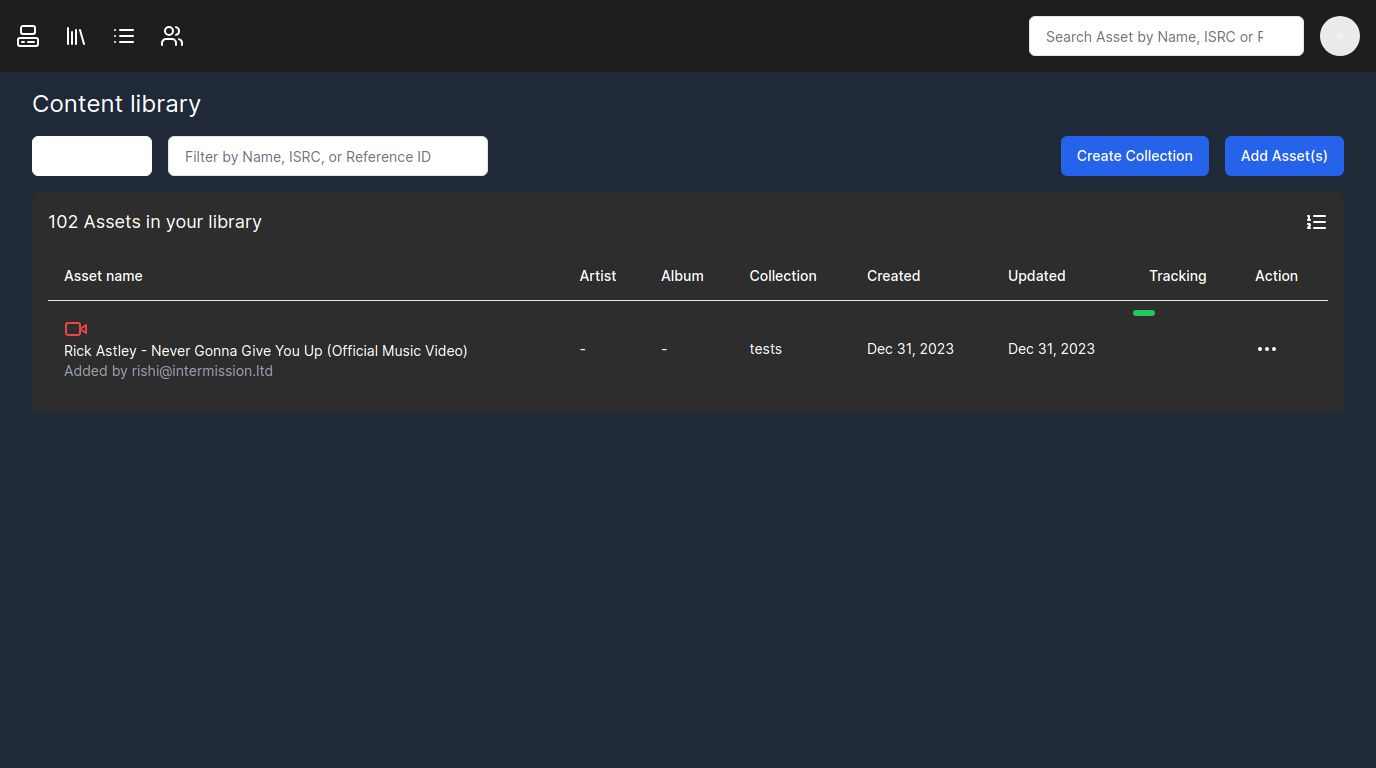 Search Asset by Name, ISRC or
Content library
Filter by Name, ISRC, or Reference ID
Create Collection
Add Asset(s)
102 Assets in your library
Asset name Artist Album Collection Created Updated Tracking Action
Rick Astley - Never Gonna Give You Up (Official Music Video) - - tests Dec 31, 2023 Dec 31, 2023
Added by rishi@intermission.ltd